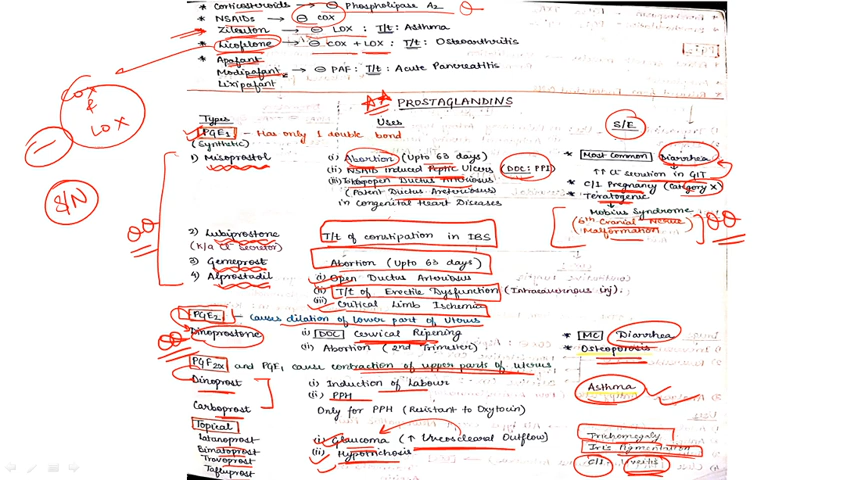 * Corticosteroids → ⊖ Phospholipase A2
* NSAIDs → ⊖ COX
* Zileuton → ⊖ LOX : T/t : Asthma
* Licofelone → ⊖ COX + LOX : T/t : Osteoarthritis
* Apafant
Modipafant → ⊖ PAF : T/t : Acute Pancreatitis
Lixipafant
COX
&
LOX
S/N
PROSTAGLANDINS
Types Uses S/E
PGE1 - Has only 1 double bond
(Synthetic)
1) Misoprostol (i) Abortion (Upto 63 days) * Most Common Diarrhea
(ii) NSAID induced Peptic Ulcers (DOC : PPI) ↑↑ Cl⁻ secretion in GIT
(iii) open Ductus Arteriosus * C/I Pregnancy (Category X)
(Patent Ductus Arteriosus) * Teratogenic
in Congenital Heart Diseases Mobius Syndrome
(6th Cranial Nerve
Malformation)
2) Lubiprostone T/t of constipation in IBS
(K/a Cl⁻ secretor)
3) Gemeprost Abortion (Upto 63 days)
4) Alprostadil (i) Open Ductus Arteriosus
(ii) T/t of Erectile Dysfunction (Intracavernous inj).
(iii) Critical Limb Ischemia
PGE2 - causes dilation of lower part of Uterus
Dinoprostone i) DOC Cervical Ripening * MC Diarrhea
(ii) Abortion (2nd Trimester) * Osteoporosis
PGF2α and PGE1 cause contraction of upper parts of uterus
Dinoprost (i) Induction of Labour Asthma
(ii) PPH
Carboprost Only for PPH (Resistant to Oxytocin)
Topical
Latanoprost (i) Glaucoma (↑ Uveoscleral Outflow) Trichomegaly
Bimatoprost (ii) Hypotrichosis Iris Pigmentation
Travoprost C/I Uveitis
Tafluprost